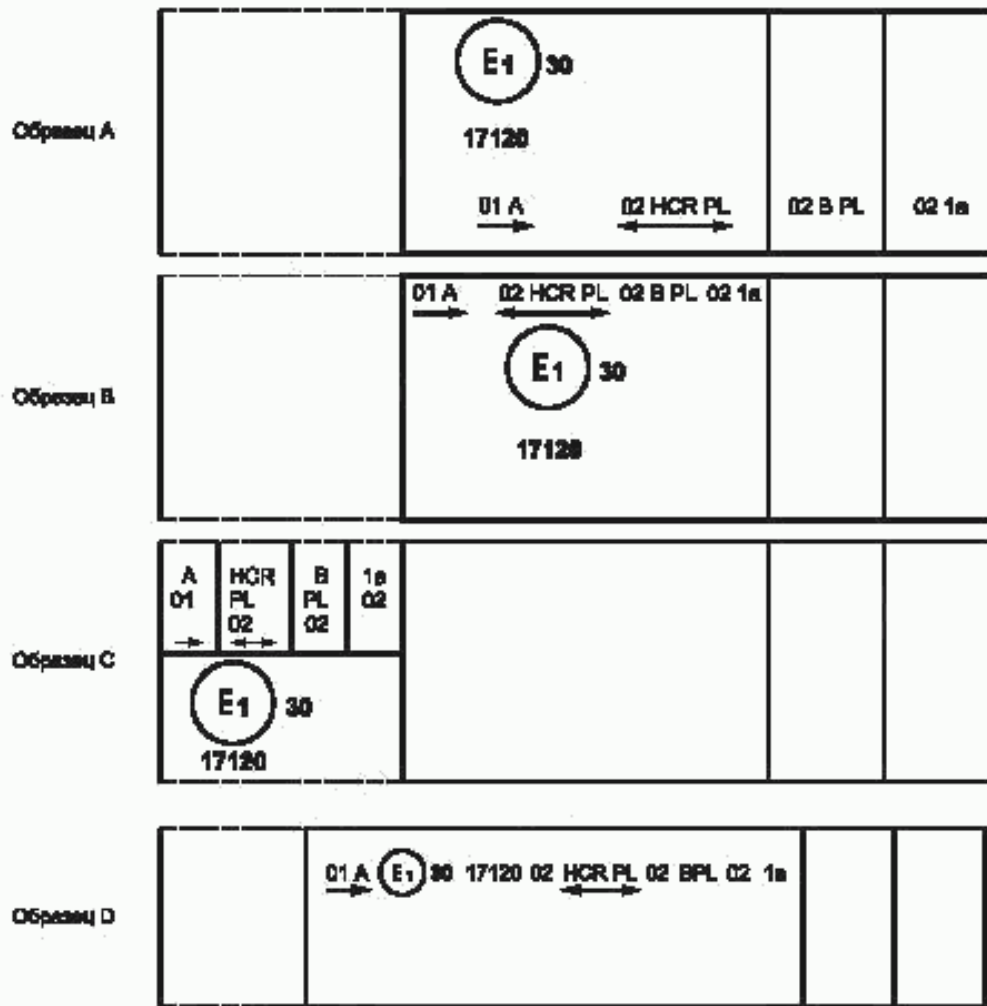 E1 30
17120
Образец A
01 A 02 HCR PL 02 B PL 02 1a
01 A 02 HCR PL 02 B PL 02 1a
E1 30
Образец B
17120
A HCR B 1a
01 PL PL 02
02 02
Образец C
E1 30
17120
01 A E1 30 17120 02 HCR PL 02 BPL 02 1a
Образец D